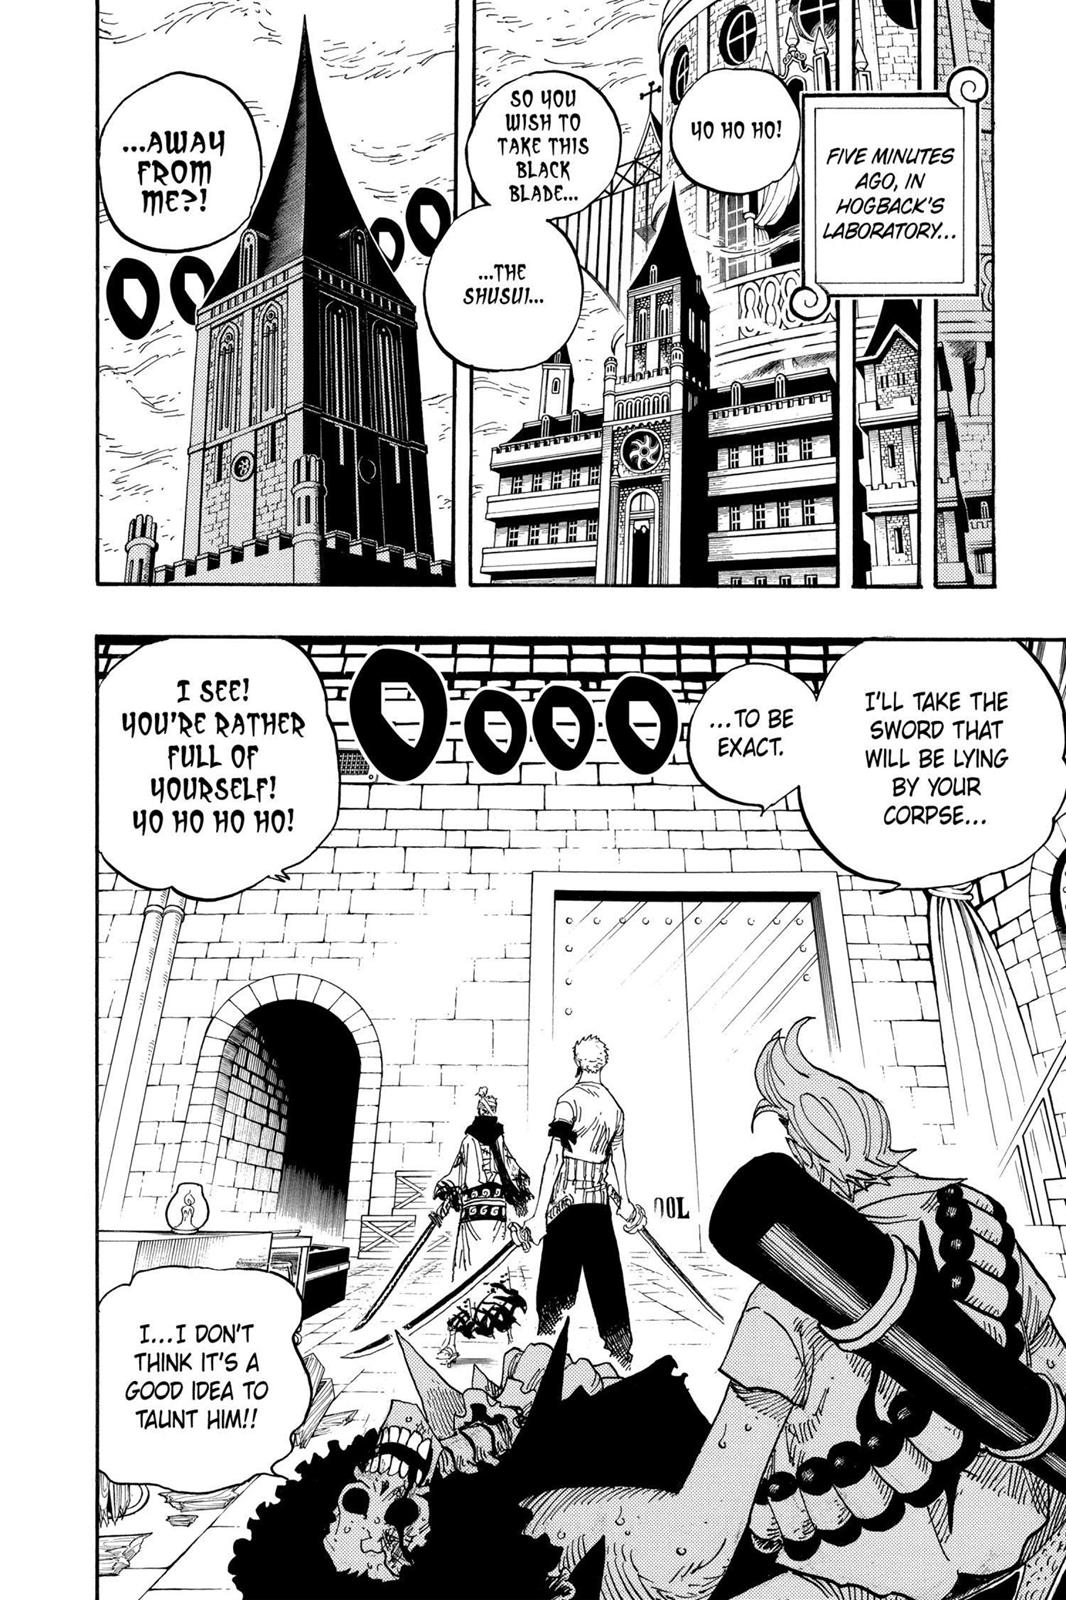 FIVE MINUTES
AGO, IN
HOGBACK'S
LABORATORY...
YO HO HO!
SO YOU
WISH TO
TAKE THIS
BLACK
BLADE...
...THE
SHUSUI...
...AWAY
FROM
ME?!
I'LL TAKE THE
SWORD THAT
WILL BE LYING
BY YOUR
CORPSE...
...TO BE
EXACT.
I SEE!
YOU'RE RATHER
FULL OF
YOURSELF!
YO HO HO HO!
OOL
I...I DON'T
THINK IT'S A
GOOD IDEA TO
TAUNT HIM!!